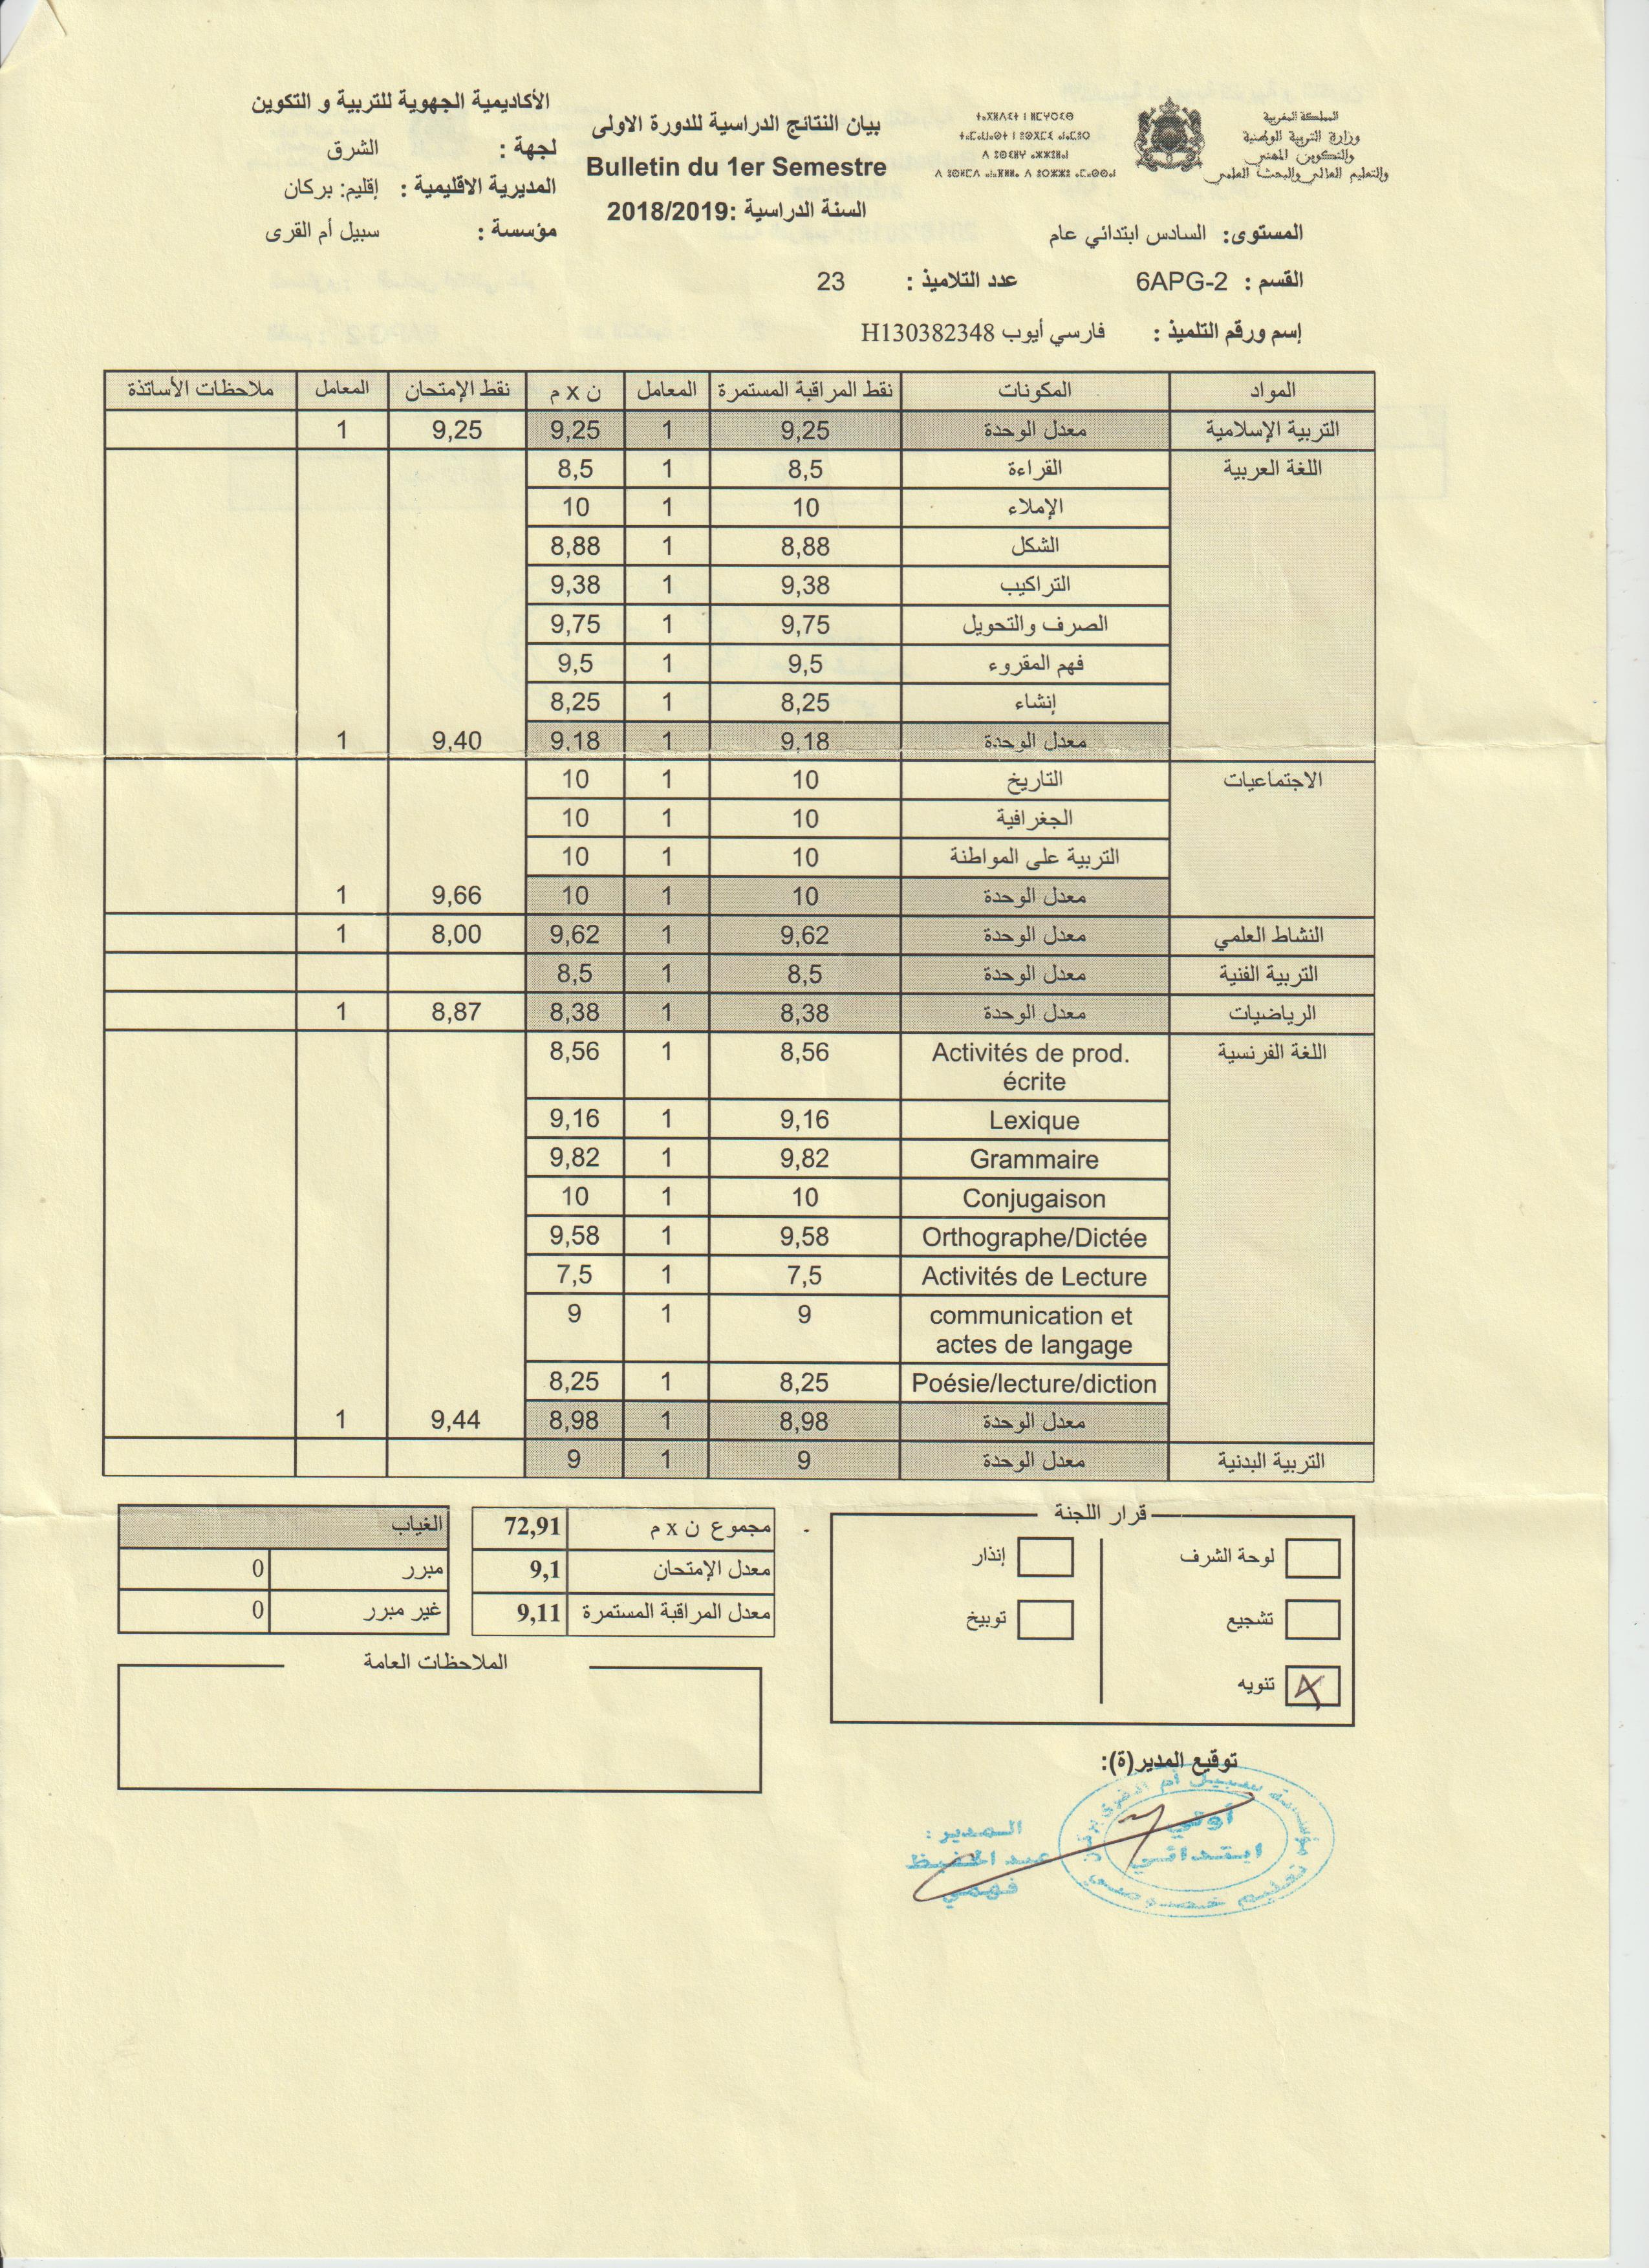 المملكة المغربية
وزارة التربية الوطنية
والتكوين المهني
والتعليم العالي والبحث العلمي
بيان النتائج الدراسية للدورة الاولى
Bulletin du 1er Semestre
السنة الدراسية :2018/2019
الأكاديمية الجهوية للتربية و التكوين
لجهة : الشرق
المديرية الاقليمية : إقليم: بركان
مؤسسة : سبيل أم القرى
المستوى: السادس ابتدائي عام
القسم : 6APG-2 عدد التلاميذ : 23
إسم ورقم التلميذ : فارسي أيوب H130382348
المواد المكونات نقط المراقبة المستمرة المعامل ن x م نقط الإمتحان المعامل ملاحظات الأساتذة
التربية الإسلامية معدل الوحدة 9,25 1 9,25 9,25 1
اللغة العربية القراءة 8,5 1 8,5
الإملاء 10 1 10
الشكل 8,88 1 8,88
التراكيب 9,38 1 9,38
الصرف والتحويل 9,75 1 9,75
فهم المقروء 9,5 1 9,5
إنشاء 8,25 1 8,25
معدل الوحدة 9,18 1 9,18 9,40 1
الاجتماعيات التاريخ 10 1 10
الجغرافية 10 1 10
التربية على المواطنة 10 1 10
معدل الوحدة 10 1 10 9,66 1
النشاط العلمي معدل الوحدة 9,62 1 9,62 8,00 1
التربية الفنية معدل الوحدة 8,5 1 8,5
الرياضيات معدل الوحدة 8,38 1 8,38 8,87 1
اللغة الفرنسية Activités de prod. 8,56 1 8,56
écrite
Lexique 9,16 1 9,16
Grammaire 9,82 1 9,82
Conjugaison 10 1 10
Orthographe/Dictée 9,58 1 9,58
Activités de Lecture 7,5 1 7,5
communication et 9 1 9
actes de langage
Poésie/lecture/diction 8,25 1 8,25
معدل الوحدة 8,98 1 8,98 9,44 1
التربية البدنية معدل الوحدة 9 1 9
قرار اللجنة
لوحة الشرف إنذار
تشجيع توبيخ
تنويه
مجموع ن x م 72,91
معدل الإمتحان 9,1
معدل المراقبة المستمرة 9,11
الغياب
مبرر 0
غير مبرر 0
الملاحظات العامة
توقيع المدير(ة):
مؤسسة سبيل أم القرى
أولي
ابتدائي
تعليم خصوصي
المدير :
عبد الحفيظ
فهمي